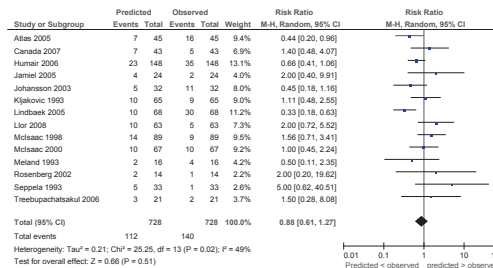 Predicted Observed Risk Ratio Risk Ratio
Study or Subgroup Events Total Events Total Weight M-H, Random, 95% CI M-H, Random, 95% CI
Atlas 2005 7 45 16 45 9.4% 0.44 [0.20, 0.96]
Canada 2007 7 43 5 43 6.6% 1.40 [0.48, 4.07]
Humair 2006 23 148 35 148 14.0% 0.66 [0.41, 1.06]
Jamiel 2005 4 24 2 24 3.8% 2.00 [0.40, 9.91]
Johansson 2003 5 32 11 32 7.9% 0.45 [0.18, 1.16]
Kljakovic 1993 10 65 9 65 8.9% 1.11 [0.48, 2.55]
Lindbaek 2005 10 68 30 68 11.2% 0.33 [0.18, 0.63]
Llor 2008 10 63 5 63 7.1% 2.00 [0.72, 5.52]
McIsaac 1998 14 89 9 89 9.5% 1.56 [0.71, 3.41]
McIsaac 2000 10 67 10 67 9.2% 1.00 [0.45, 2.24]
Meland 1993 2 16 4 16 4.1% 0.50 [0.11, 2.35]
Rosenberg 2002 2 14 1 14 2.2% 2.00 [0.20, 19.62]
Seppela 1993 5 33 1 33 2.5% 5.00 [0.62, 40.51]
Treebupachatsakul 2006 3 21 2 21 3.5% 1.50 [0.28, 8.08]
Total (95% CI) 728 728 100.0% 0.88 [0.61, 1.27]
Total events 112 140
Heterogeneity: Tau² = 0.21; Chi² = 25.25, df = 13 (P = 0.02); I² = 49%
Test for overall effect: Z = 0.66 (P = 0.51)
0.01 0.1 1 10 100
Predicted < observed predicted > observed